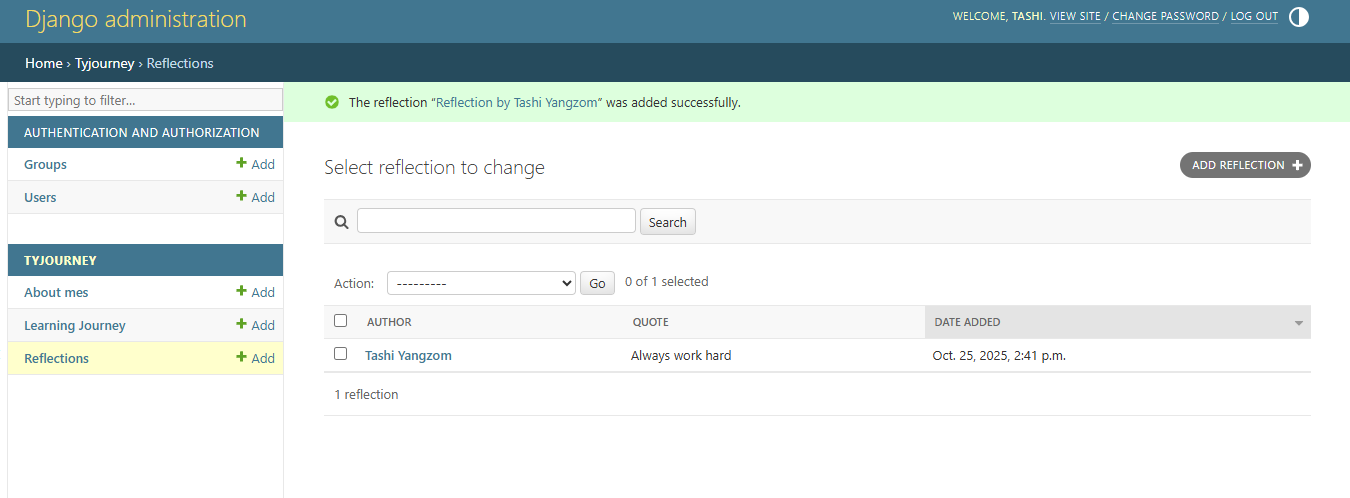 Django administration
WELCOME, TASHI. VIEW SITE / CHANGE PASSWORD / LOG OUT
Home › Tyjourney › Reflections
Start typing to filter...
AUTHENTICATION AND AUTHORIZATION
Groups + Add
Users + Add
TYJOURNEY
About mes + Add
Learning Journey + Add
Reflections + Add
The reflection “Reflection by Tashi Yangzom” was added successfully.
Select reflection to change
ADD REFLECTION +
Search
Action: --------- Go 0 of 1 selected
AUTHOR QUOTE DATE ADDED
Tashi Yangzom Always work hard Oct. 25, 2025, 2:41 p.m.
1 reflection